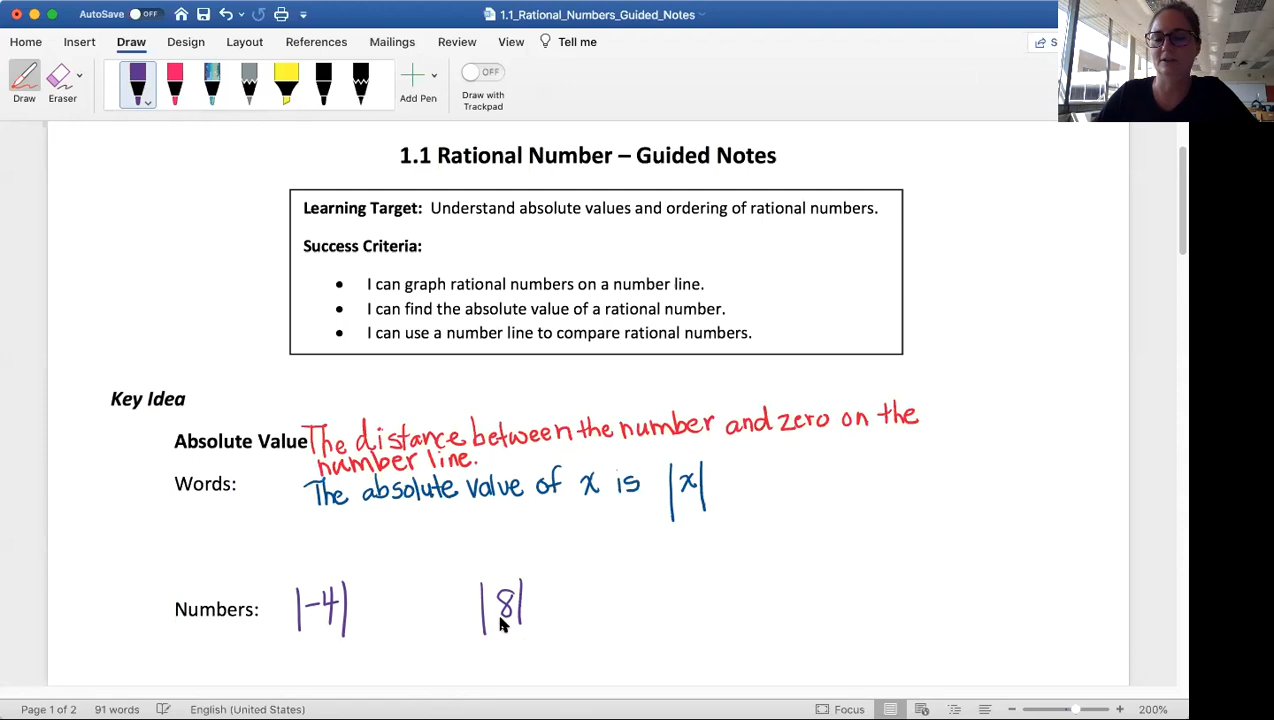 AutoSave OFF 1.1_Rational_Numbers_Guided_Notes
Home Insert Draw Design Layout References Mailings Review View Tell me S
OFF
Draw Eraser Add Pen Draw with
Trackpad
1.1 Rational Number – Guided Notes
Learning Target: Understand absolute values and ordering of rational numbers.
Success Criteria:
• I can graph rational numbers on a number line.
• I can find the absolute value of a rational number.
• I can use a number line to compare rational numbers.
Key Idea
Absolute Value The distance between the number and zero on the
number line.
Words: The absolute value of x is |x|
Numbers: |-4| |8|
Page 1 of 2 91 words English (United States) Focus 200%